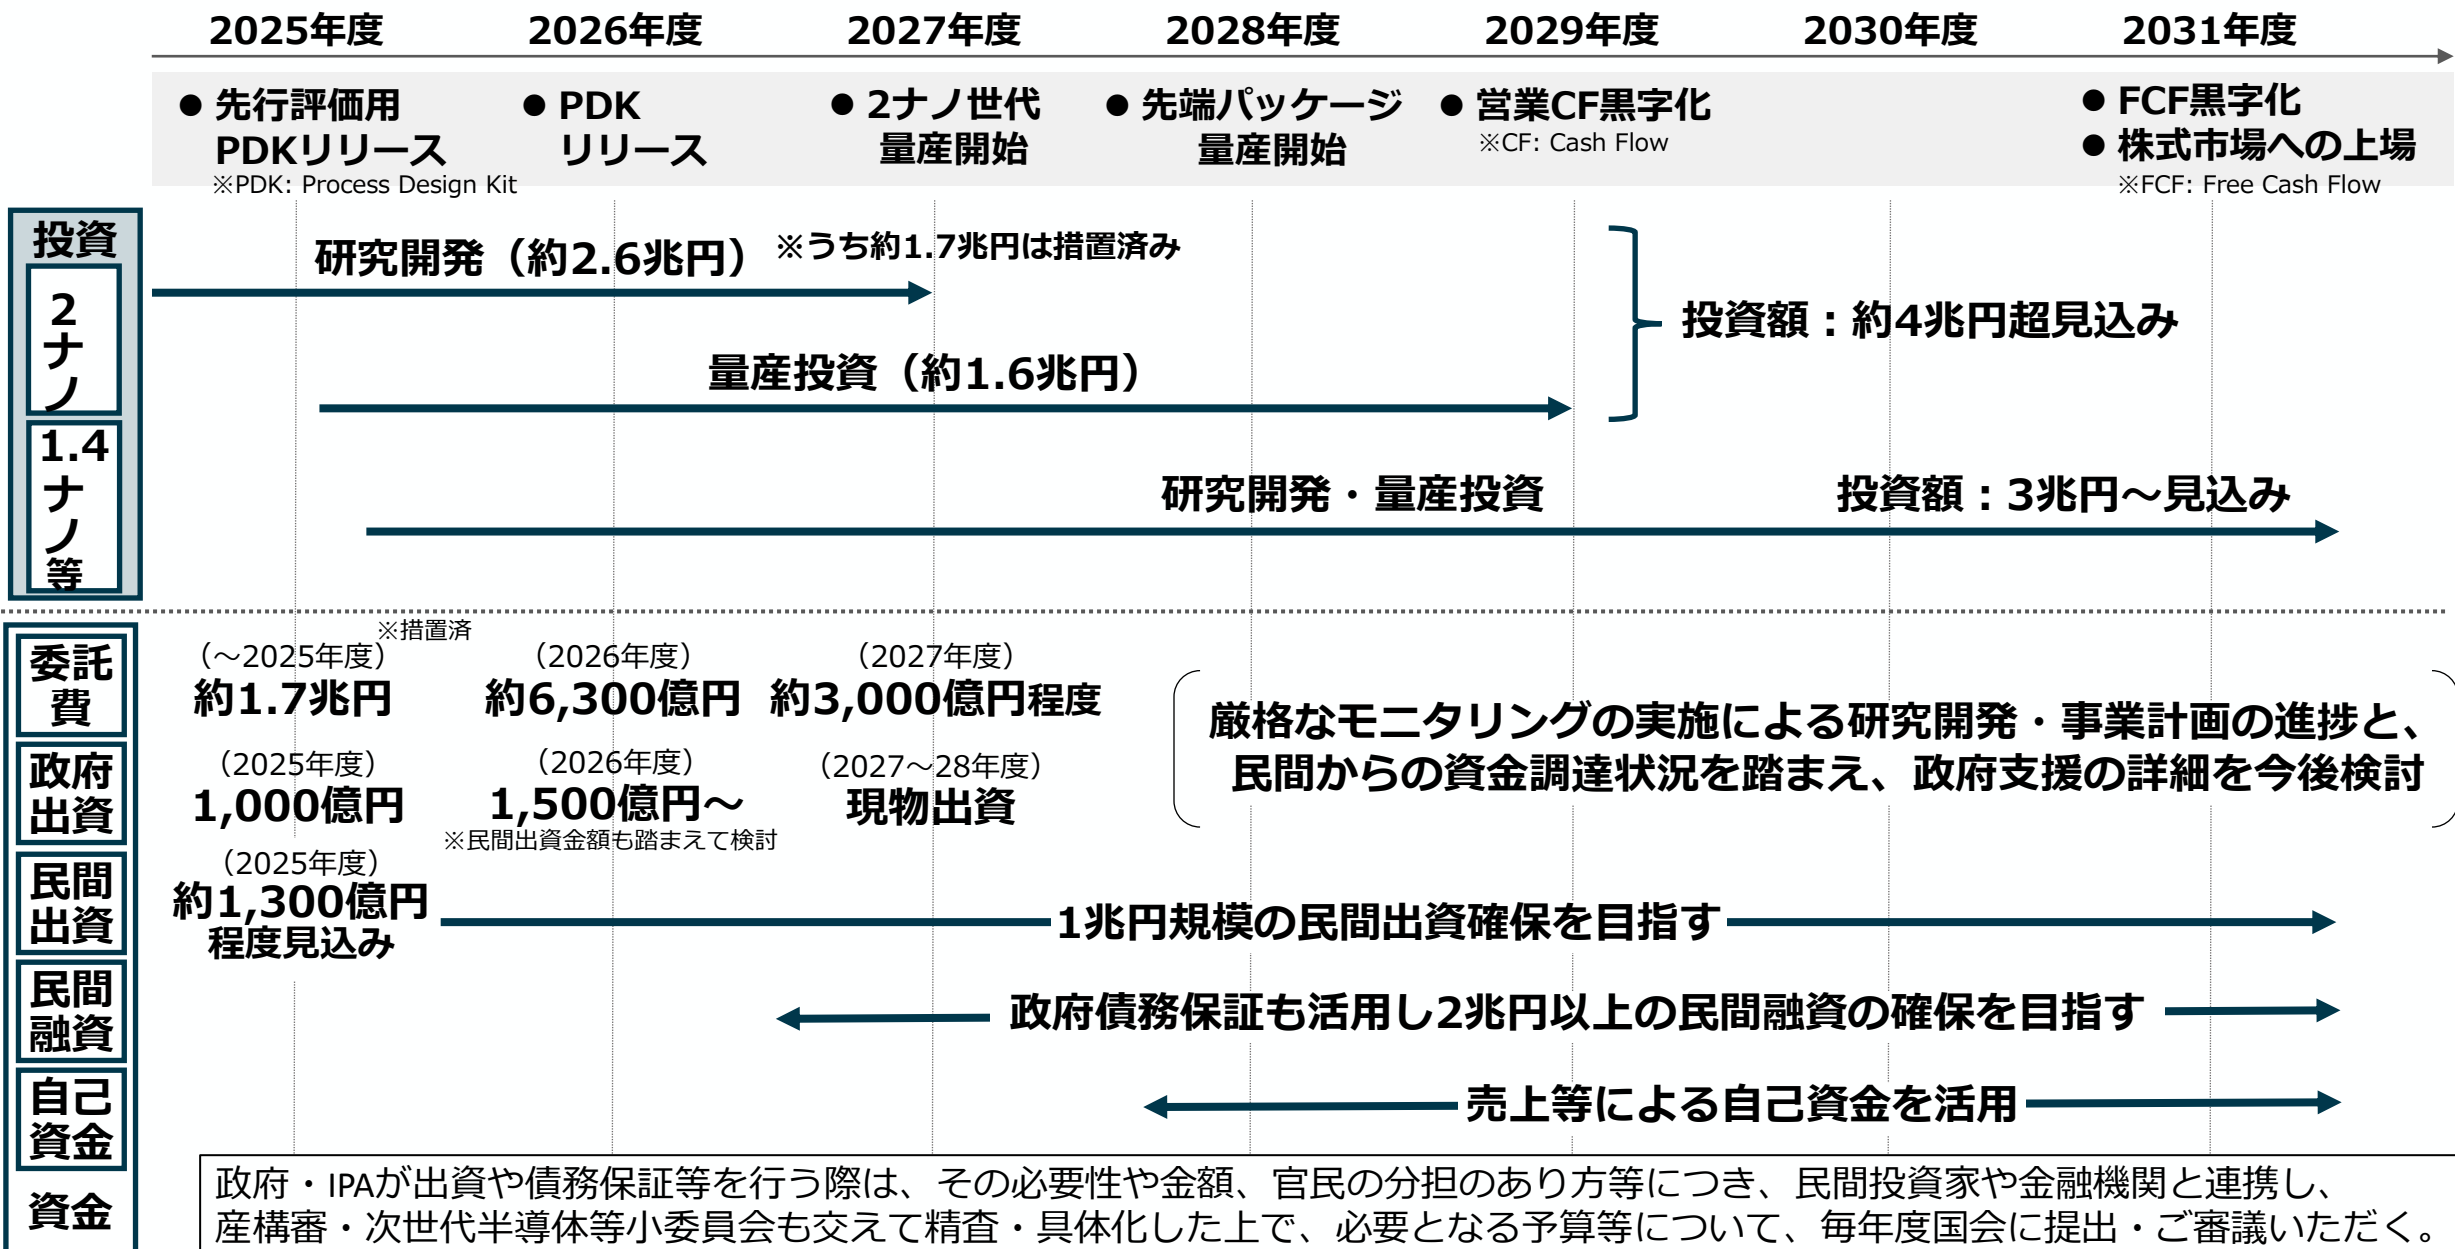 2025年度 2026年度 2027年度 2028年度 2029年度 2030年度 2031年度
● 先行評価用
PDKリリース
※PDK: Process Design Kit
● PDK
リリース
● 2ナノ世代
量産開始
● 先端パッケージ
量産開始
● 営業CF黒字化
※CF: Cash Flow
● FCF黒字化
● 株式市場への上場
※FCF: Free Cash Flow
投資
2ナノ
研究開発（約2.6兆円）※うち約1.7兆円は措置済み
量産投資（約1.6兆円）
投資額：約4兆円超見込み
1.4ナノ等
研究開発・量産投資
投資額：3兆円～見込み
委託
費
※措置済
（～2025年度）
約1.7兆円
（2026年度）
約6,300億円
（2027年度）
約3,000億円程度
政府
出資
（2025年度）
1,000億円
（2026年度）
1,500億円～
※民間出資金額も踏まえて検討
（2027～28年度）
現物出資
厳格なモニタリングの実施による研究開発・事業計画の進捗と、
民間からの資金調達状況を踏まえ、政府支援の詳細を今後検討
民間
出資
（2025年度）
約1,300億円
程度見込み
1兆円規模の民間出資確保を目指す
民間
融資
政府債務保証も活用し2兆円以上の民間融資の確保を目指す
自己
資金
売上等による自己資金を活用
資金
政府・IPAが出資や債務保証等を行う際は、その必要性や金額、官民の分担のあり方等につき、民間投資家や金融機関と連携し、
産構審・次世代半導体等小委員会も交えて精査・具体化した上で、必要となる予算等について、毎年度国会に提出・ご審議いただく。